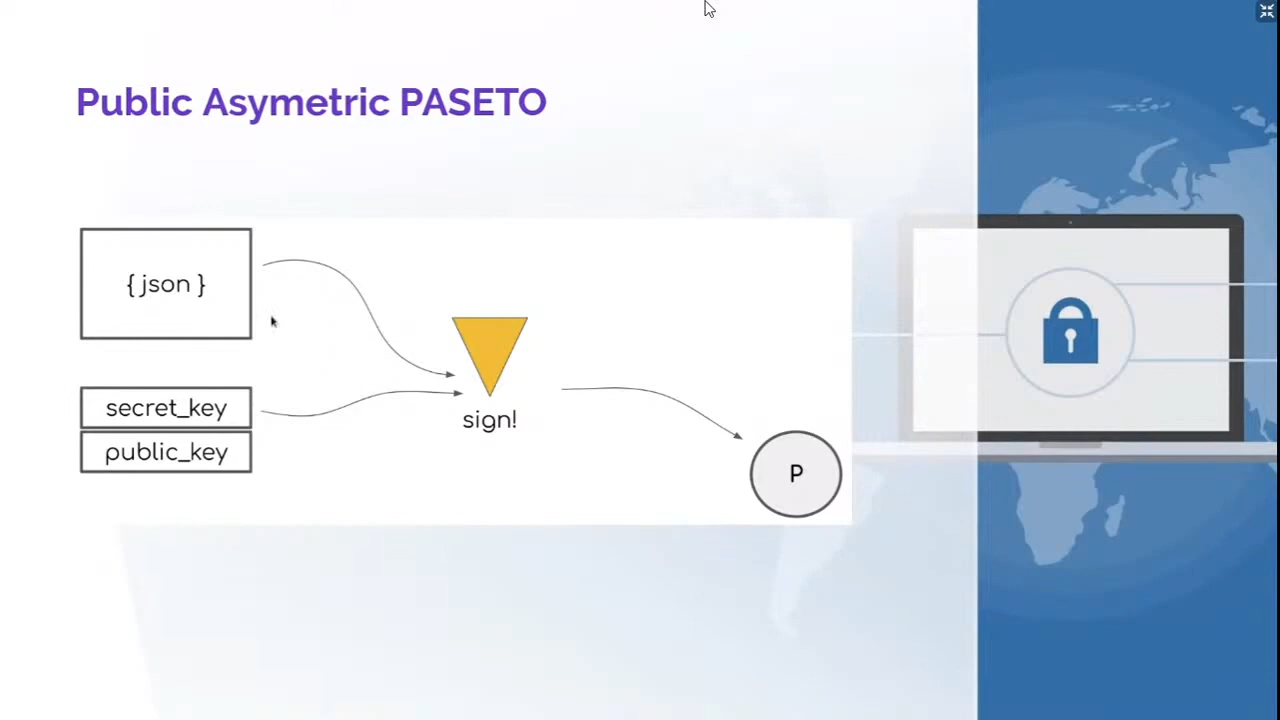 Public Asymetric PASETO
{ json }
secret_key
public_key
sign!
P